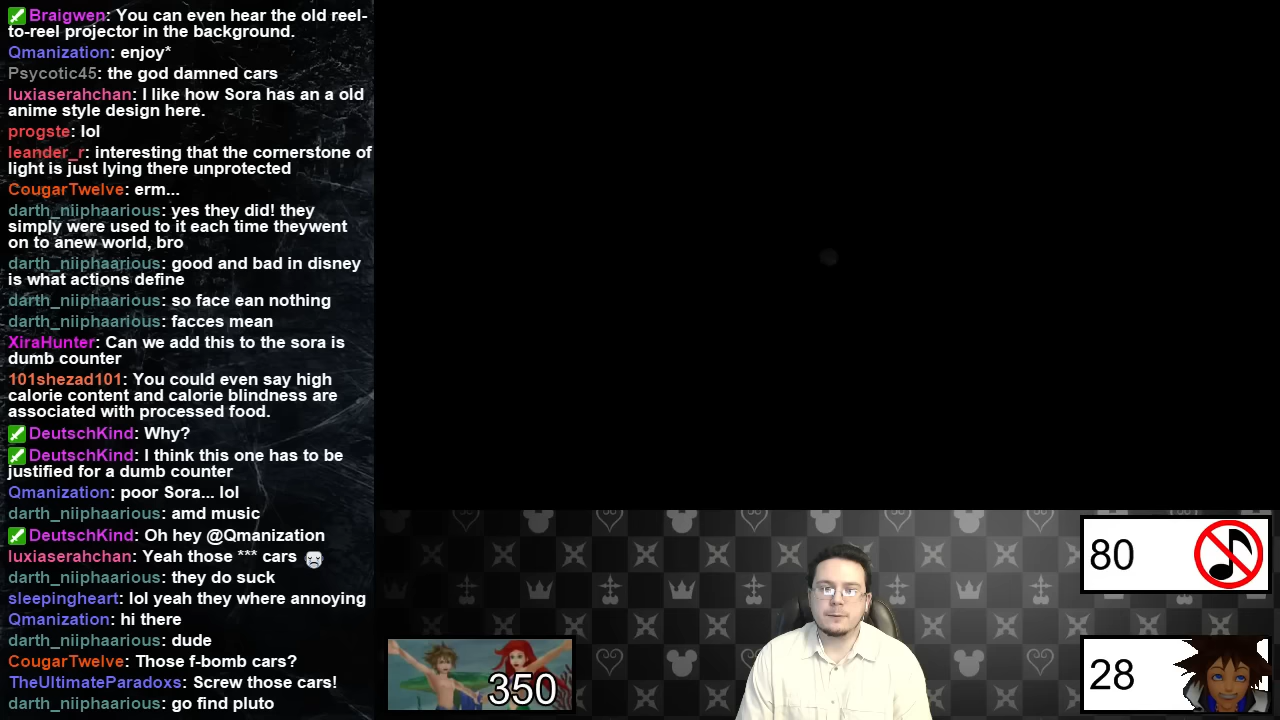 Braigwen: You can even hear the old reel-
to-reel projector in the background.
Qmanization: enjoy*
Psycotic45: the god damned cars
luxiaserahchan: I like how Sora has an a old
anime style design here.
progste: lol
leander_r: interesting that the cornerstone of
light is just lying there unprotected
CougarTwelve: erm...
darth_niiphaarious: yes they did! they
simply were used to it each time theywent
on to anew world, bro
darth_niiphaarious: good and bad in disney
is what actions define
darth_niiphaarious: so face ean nothing
darth_niiphaarious: facces mean
XiraHunter: Can we add this to the sora is
dumb counter
101shezad101: You could even say high
calorie content and calorie blindness are
associated with processed food.
DeutschKind: Why?
DeutschKind: I think this one has to be
justified for a dumb counter
Qmanization: poor Sora... lol
darth_niiphaarious: amd music
DeutschKind: Oh hey @Qmanization
luxiaserahchan: Yeah those *** cars
darth_niiphaarious: they do suck
sleepingheart: lol yeah they where annoying
Qmanization: hi there
darth_niiphaarious: dude
CougarTwelve: Those f-bomb cars?
TheUltimateParadoxs: Screw those cars!
darth_niiphaarious: go find pluto
350
80
28